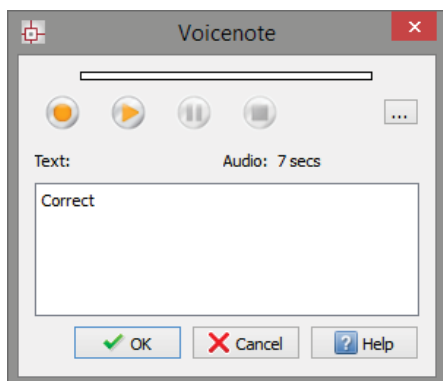 Voicenote
...
Text: Audio: 7 secs
Correct
OK Cancel ? Help